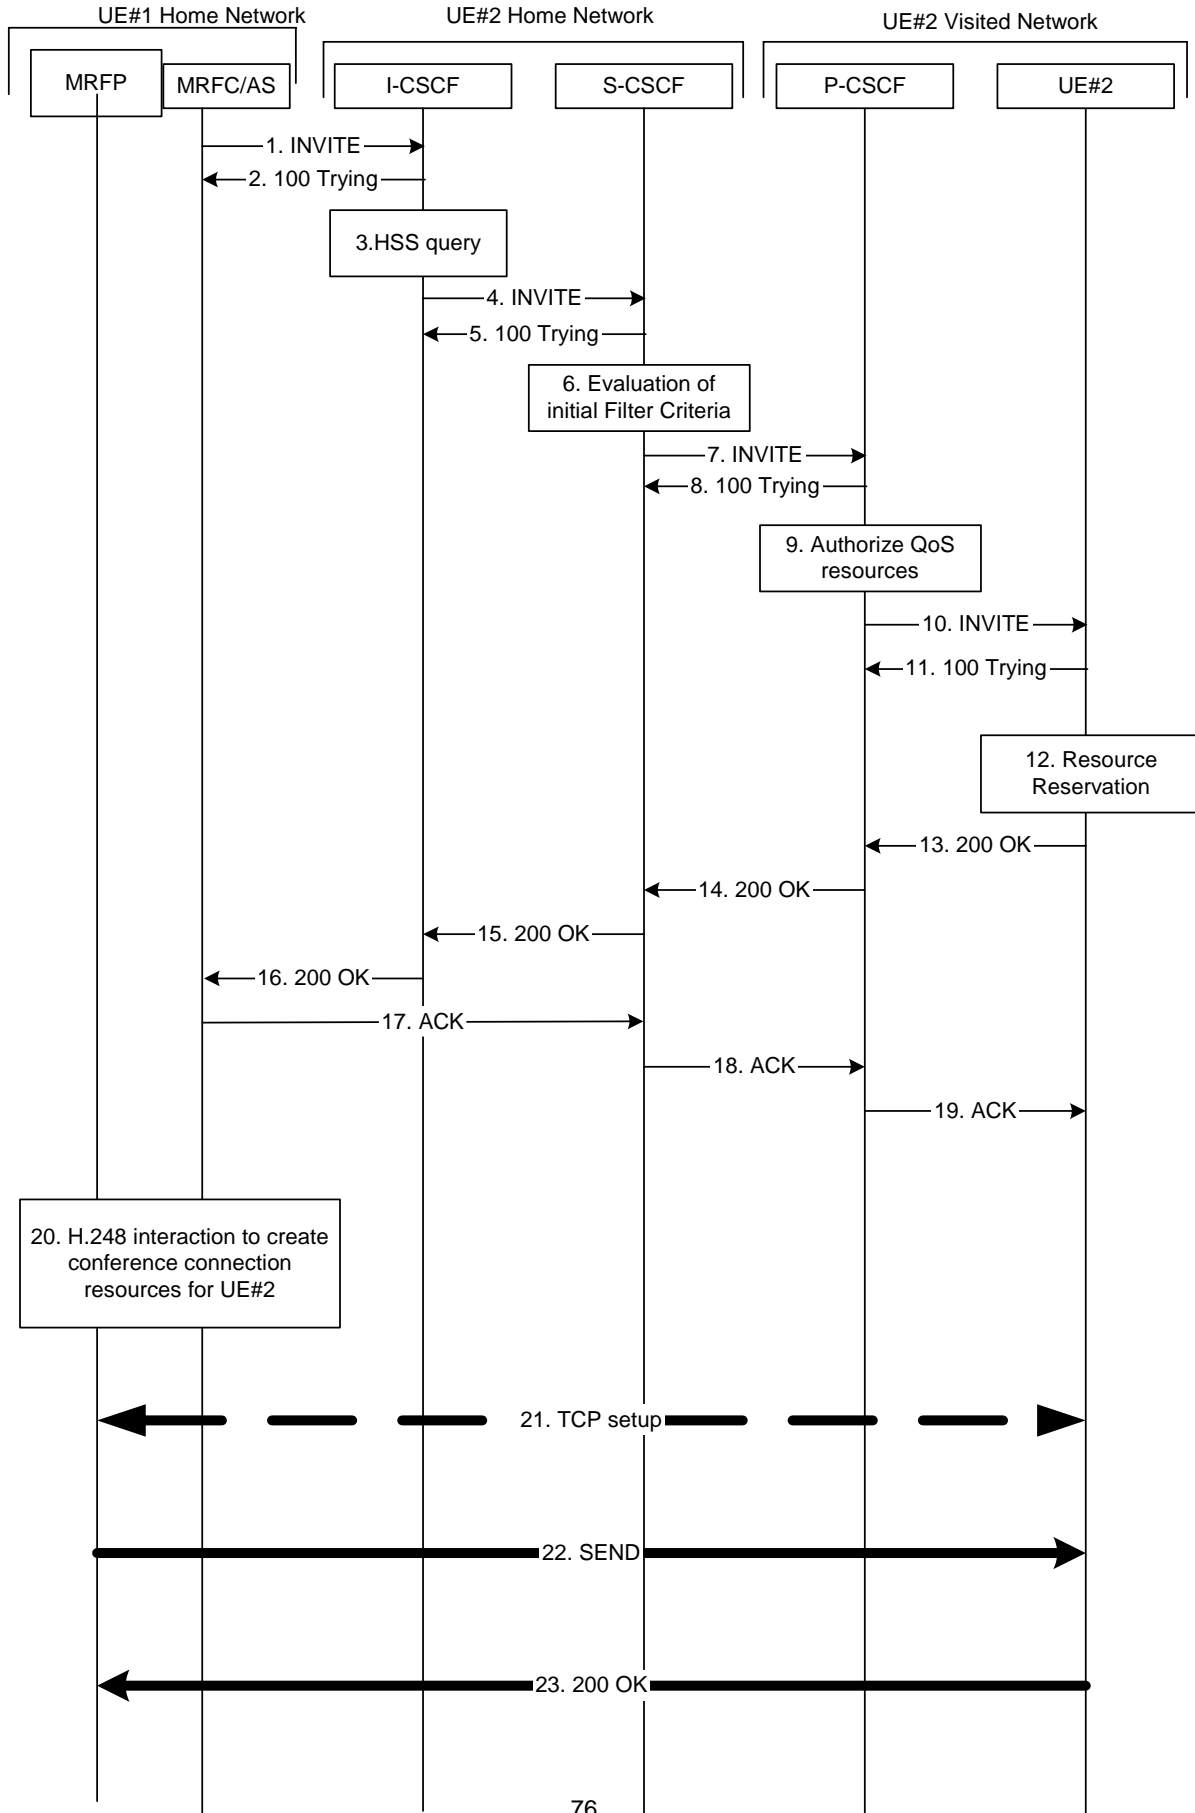 UE#1 Home Network
UE#2 Home Network
UE#2 Visited Network
MRFP
MRFC/AS
I-CSCF
S-CSCF
P-CSCF
UE#2
1. INVITE
2. 100 Trying
3.HSS query
4. INVITE
5. 100 Trying
6. Evaluation of
initial Filter Criteria
7. INVITE
8. 100 Trying
9. Authorize QoS
resources
10. INVITE
11. 100 Trying
12. Resource
Reservation
13. 200 OK
14. 200 OK
15. 200 OK
16. 200 OK
17. ACK
18. ACK
19. ACK
20. H.248 interaction to create
conference connection
resources for UE#2
21. TCP setup
22. SEND
23. 200 OK
76